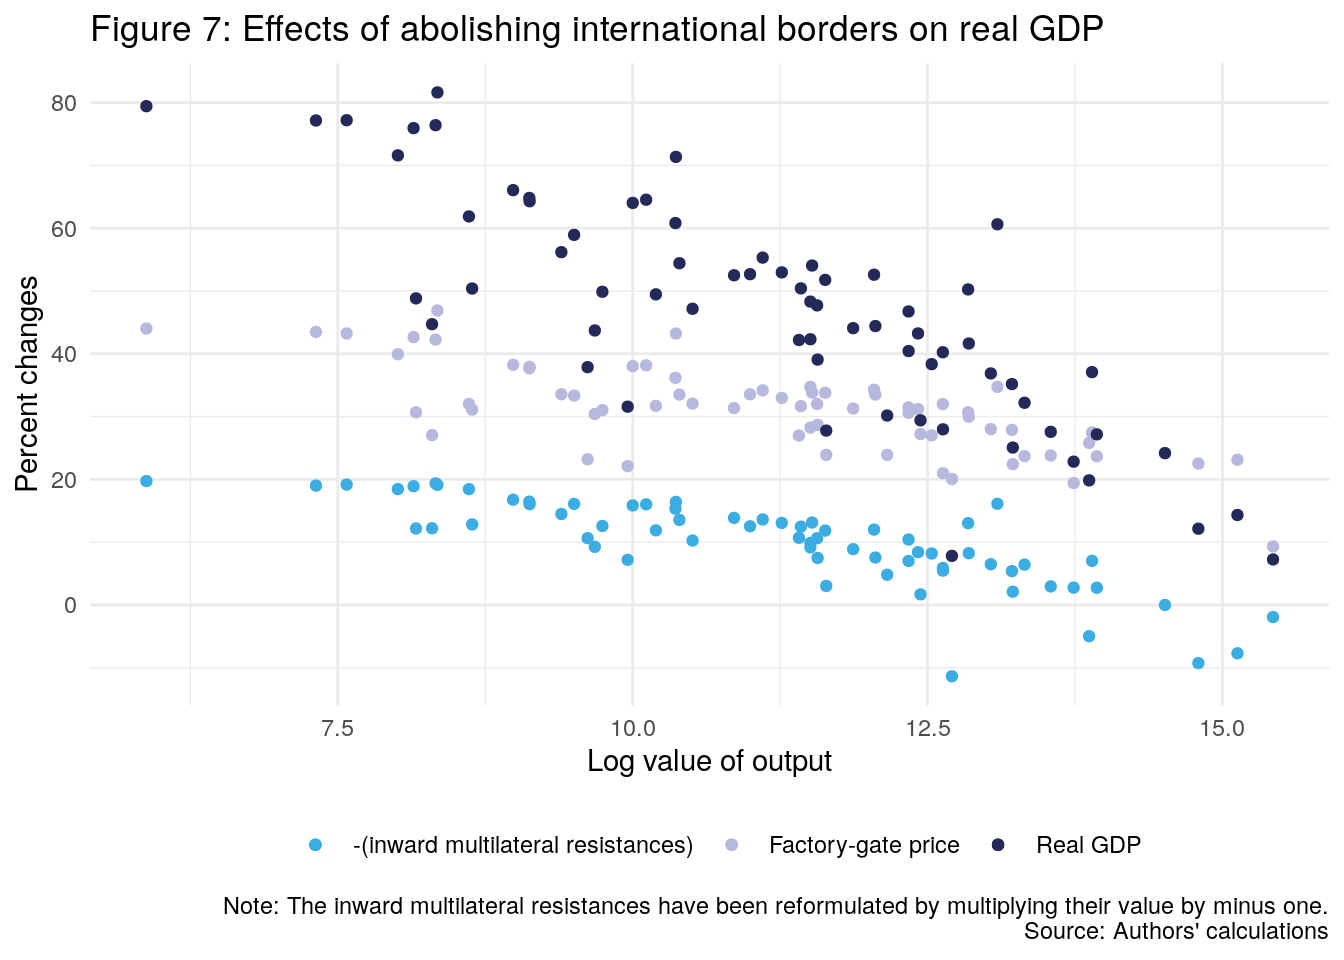 Figure 7: Effects of abolishing international borders on real GDP
Percent changes
80
60
40
20
0
7.5 10.0 12.5 15.0
Log value of output
-(inward multilateral resistances) Factory-gate price Real GDP
Note: The inward multilateral resistances have been reformulated by multiplying their value by minus one.
Source: Authors' calculations